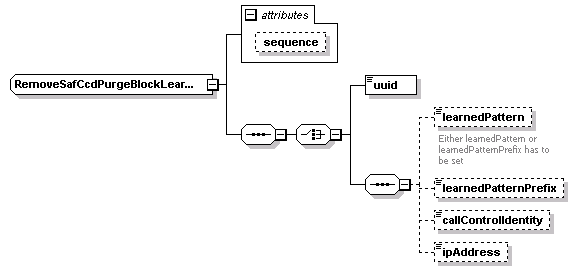 attributes
sequence
RemoveSafCcdPurgeBlockLear...
uuid
learnedPattern
Either learnedPattern or
learnedPatternPrefix has to
be set
learnedPatternPrefix
callControlIdentity
ipAddress